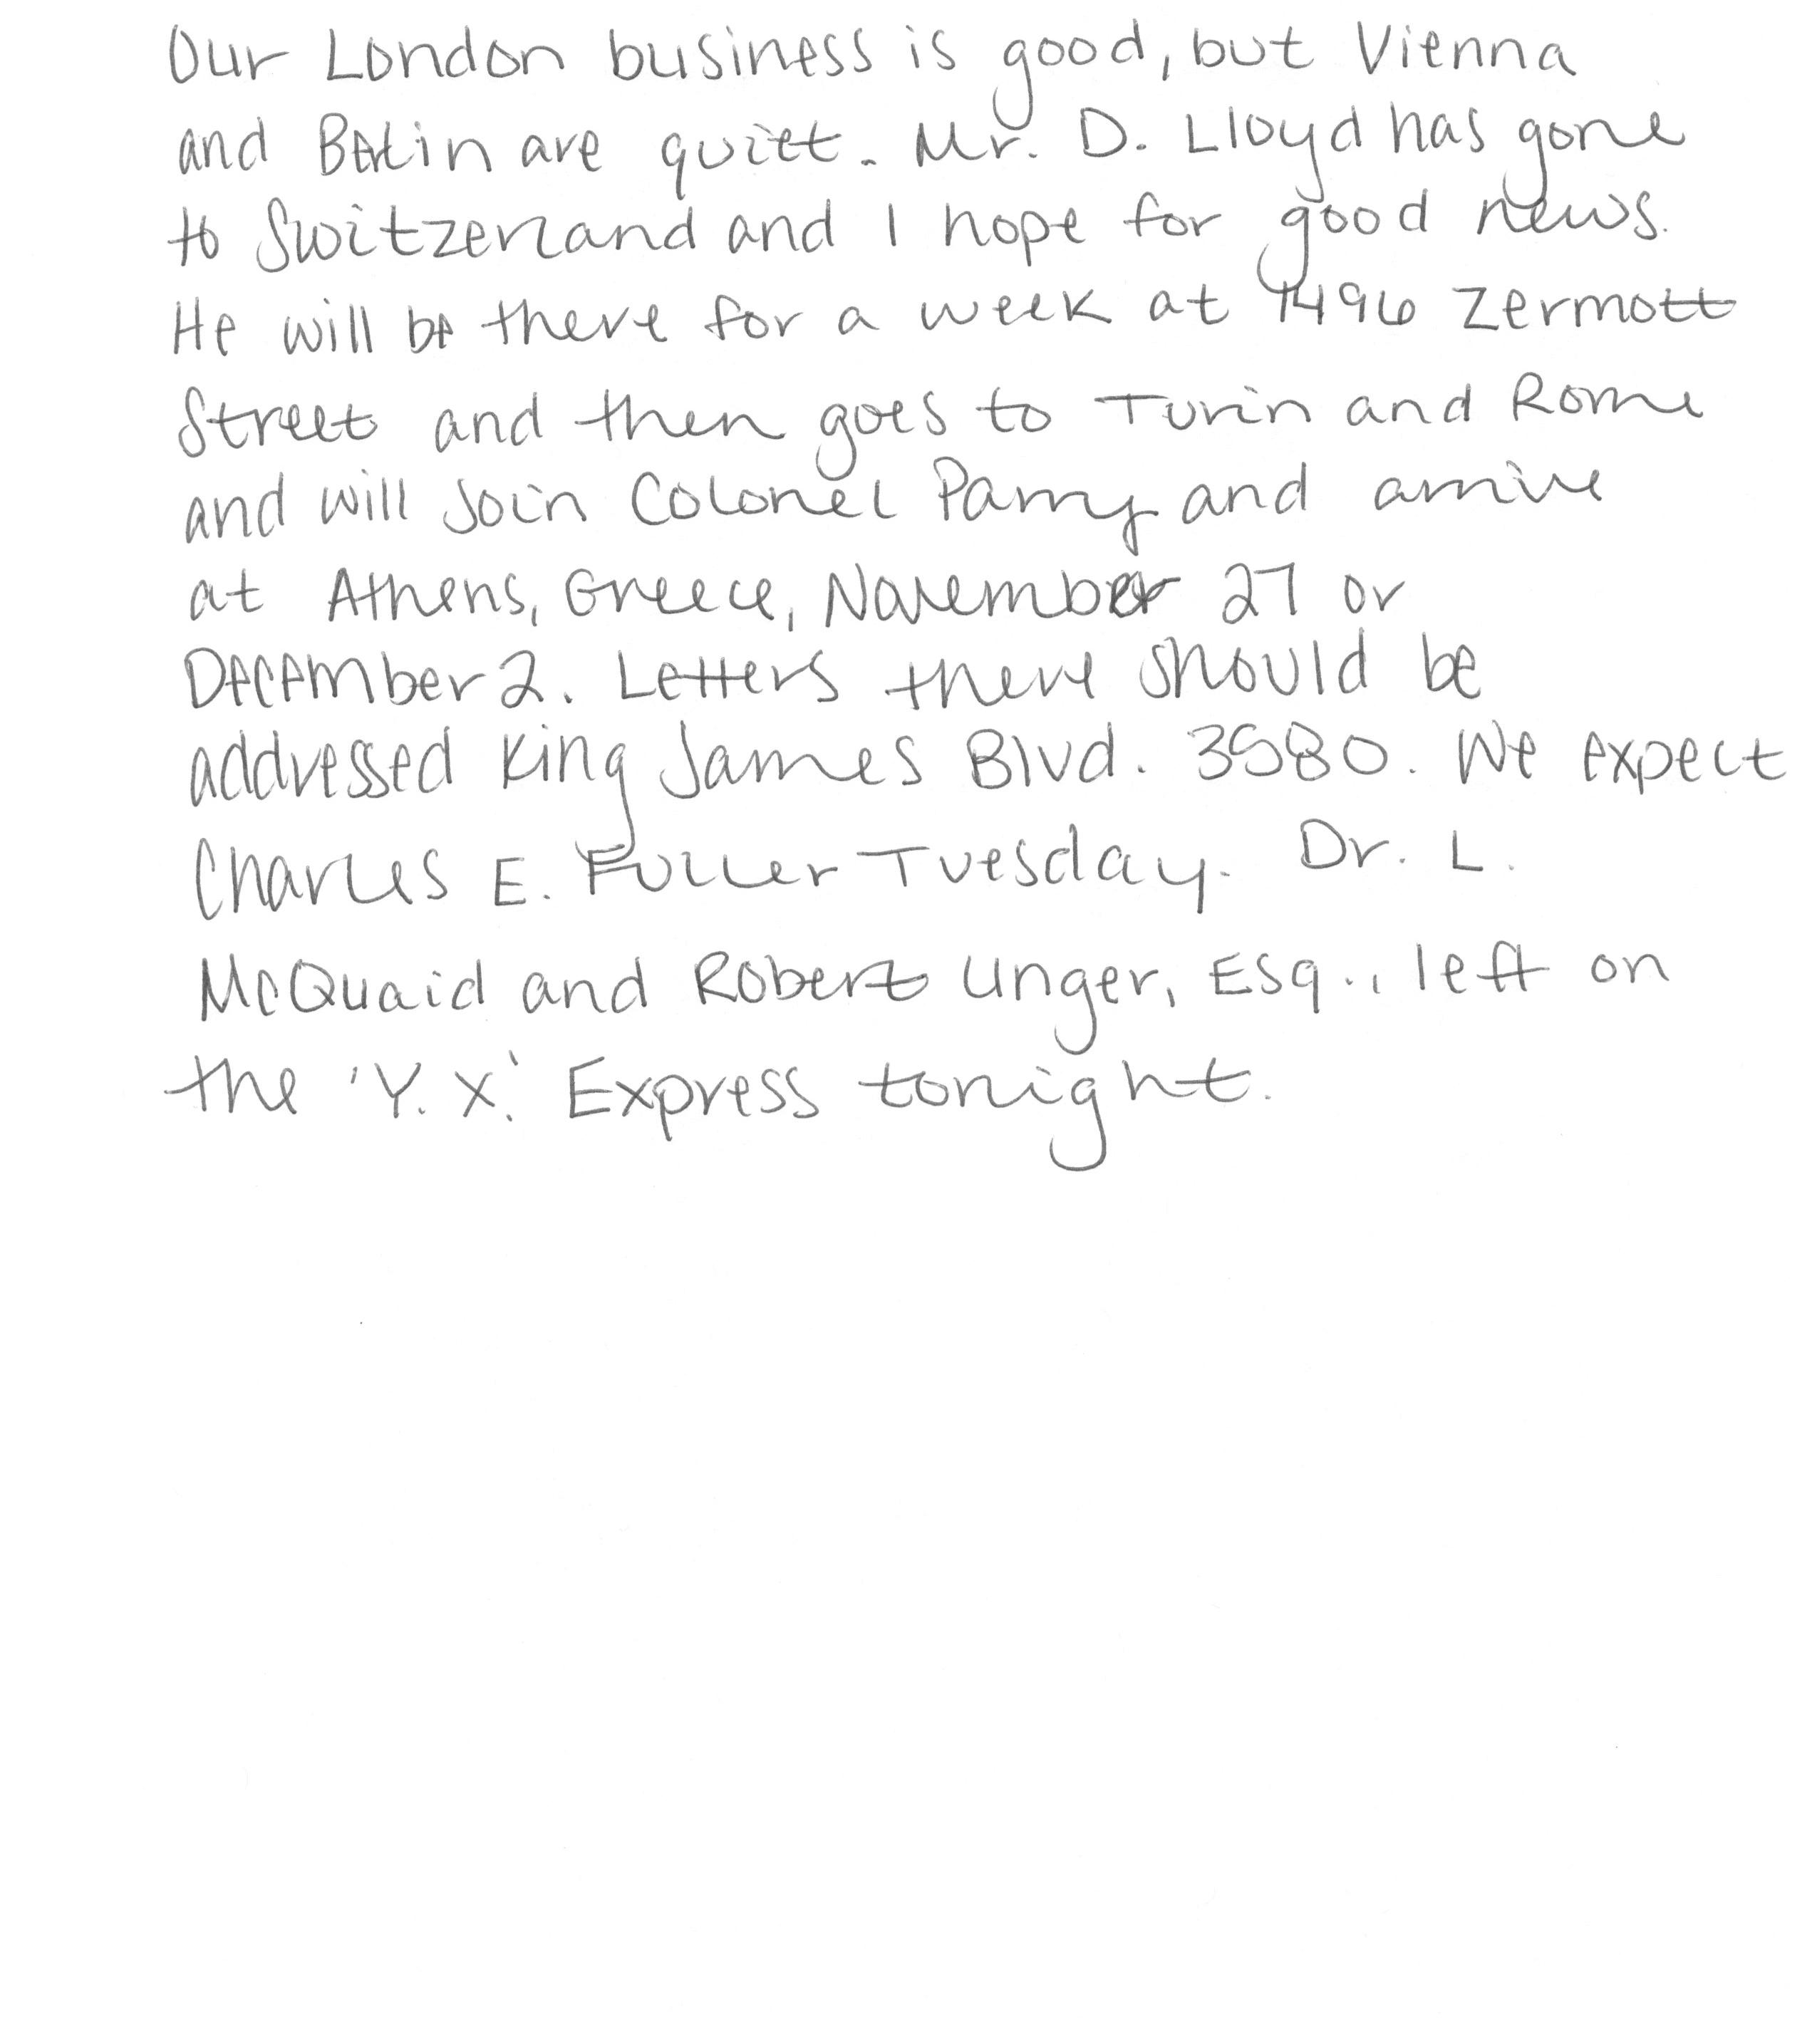 Our London business is good, but Vienna
and Berlin are quiet. Mr. D. Lloyd has gone
to Switzerland and I hope for good news.
He will be there for a week at 1496 Zermott
Street and then goes to Turin and Rome
and will join Colonel Parry and arrive
at Athens, Greece, November 27 or
December 2. Letters there should be
addressed King James Blvd. 3580. We expect
Charles E. Fuller Tuesday. Dr. L.
McQuaid and Robert Unger, Esq., left on
the 'Y. X.' Express tonight.